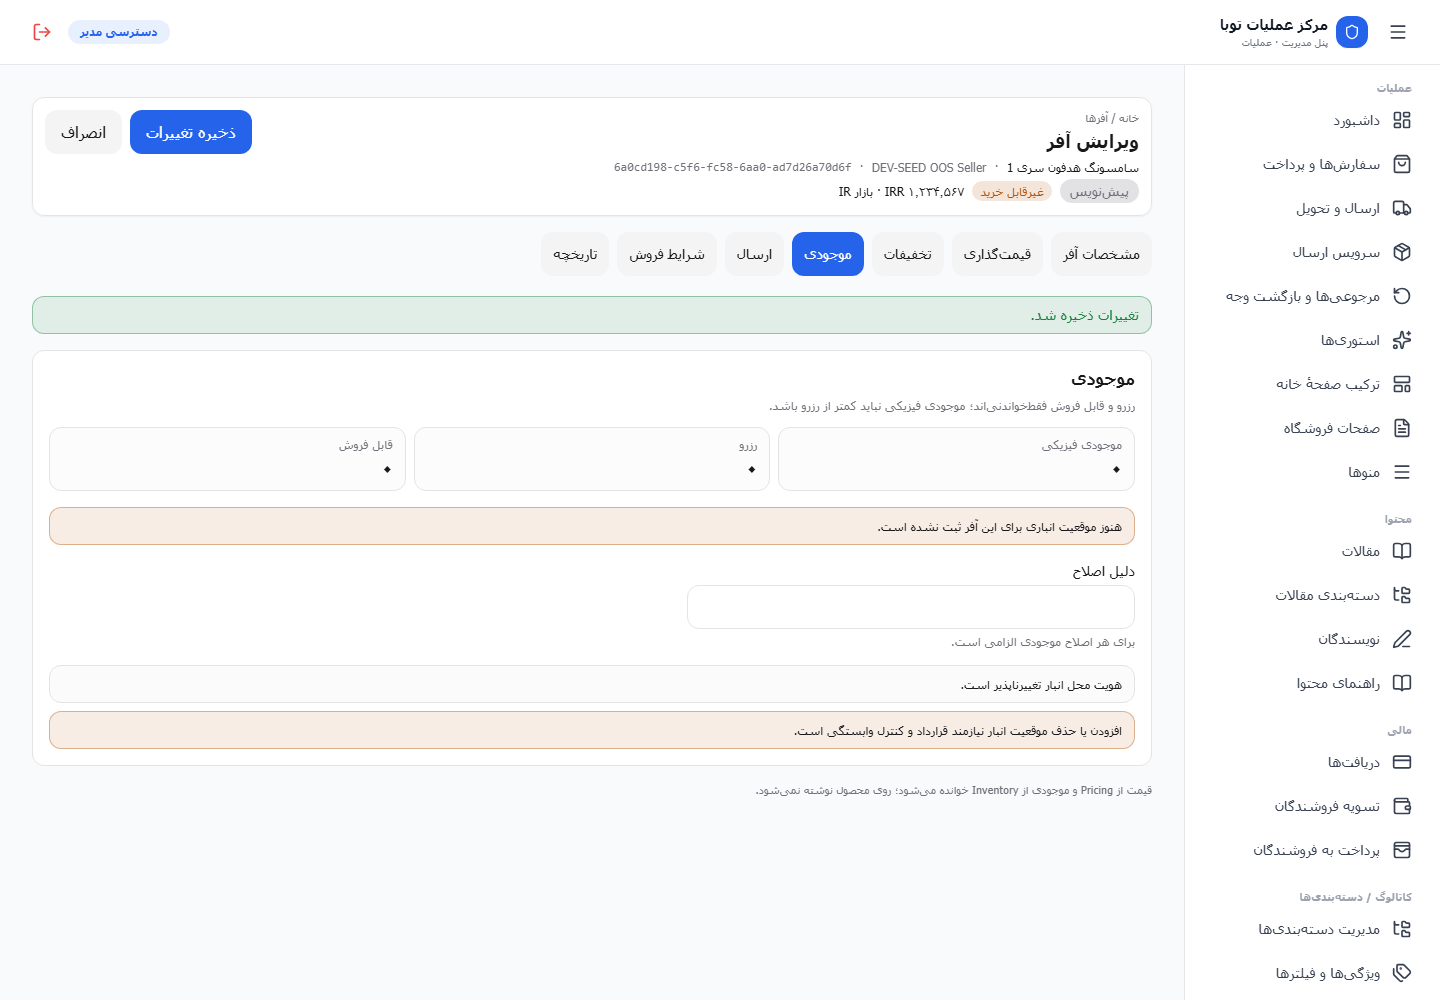 مرکز عملیات توبا
پنل مدیریت · عملیات
دسترسی مدیر
عملیات
داشبورد
سفارش‌ها و پرداخت
ارسال و تحویل
سرویس ارسال
مرجوعی‌ها و بازگشت وجه
استوری‌ها
ترکیب صفحهٔ خانه
صفحات فروشگاه
منوها
محتوا
مقالات
دسته‌بندی مقالات
نویسندگان
راهنمای محتوا
مالی
دریافت‌ها
تسویه فروشندگان
پرداخت به فروشندگان
کاتالوگ / دسته‌بندی‌ها
مدیریت دسته‌بندی‌ها
ویژگی‌ها و فیلترها
خانه / آفرها
ویرایش آفر
سامسونگ هدفون سری 1 · DEV-SEED OOS Seller · 6a0cd198-c5f6-fc58-6aa0-ad7d26a70d6f
پیش‌نویس غیرقابل خرید ۱,۲۳۴,۵۶۷ IRR · بازار IR
ذخیره تغییرات
انصراف
مشخصات آفر
قیمت‌گذاری
تخفیفات
موجودی
ارسال
شرایط فروش
تاریخچه
تغییرات ذخیره شد.
موجودی
رزرو و قابل فروش فقط‌خواندنی‌اند؛ موجودی فیزیکی نباید کمتر از رزرو باشد.
موجودی فیزیکی
۰
رزرو
۰
قابل فروش
۰
هنوز موقعیت انباری برای این آفر ثبت نشده است.
دلیل اصلاح
برای هر اصلاح موجودی الزامی است.
هویت محل انبار تغییرناپذیر است.
افزودن یا حذف موقعیت انبار نیازمند قرارداد و کنترل وابستگی است.
قیمت از Pricing و موجودی از Inventory خوانده می‌شود؛ روی محصول نوشته نمی‌شود.